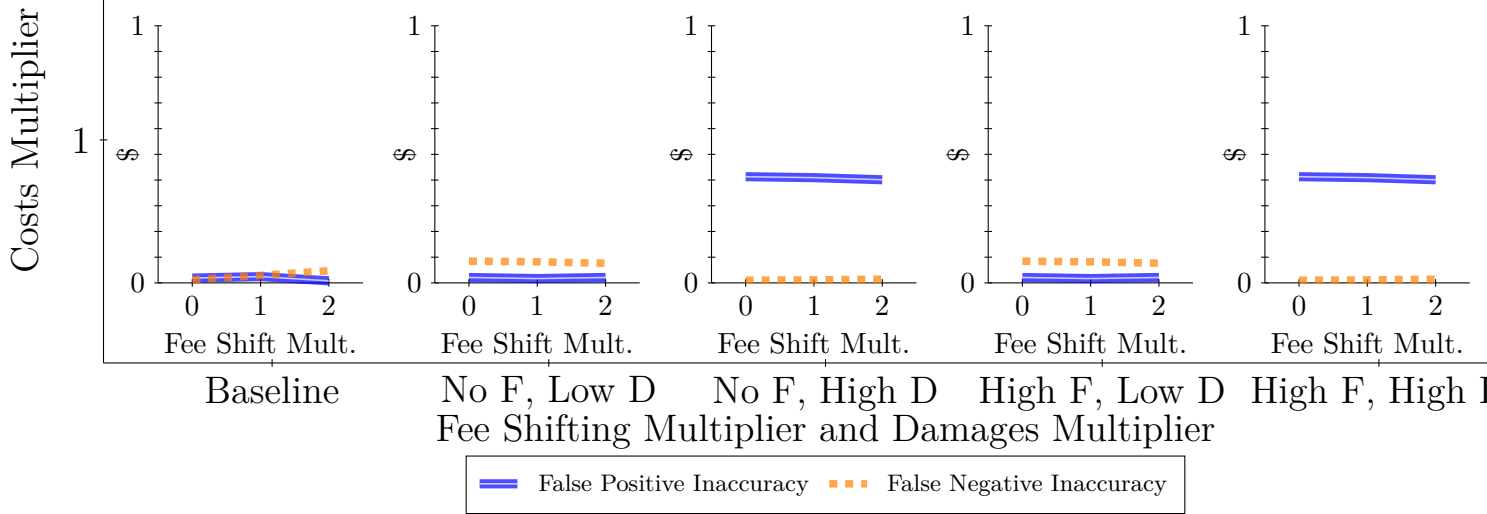 Costs Multiplier
1
1
$
0
0 1 2
Fee Shift Mult.
1
$
0
0 1 2
Fee Shift Mult.
1
$
0
0 1 2
Fee Shift Mult.
1
$
0
0 1 2
Fee Shift Mult.
1
$
0
0 1 2
Fee Shift Mult.
Baseline No F, Low D No F, High D High F, Low D High F, High
Fee Shifting Multiplier and Damages Multiplier
False Positive Inaccuracy False Negative Inaccuracy